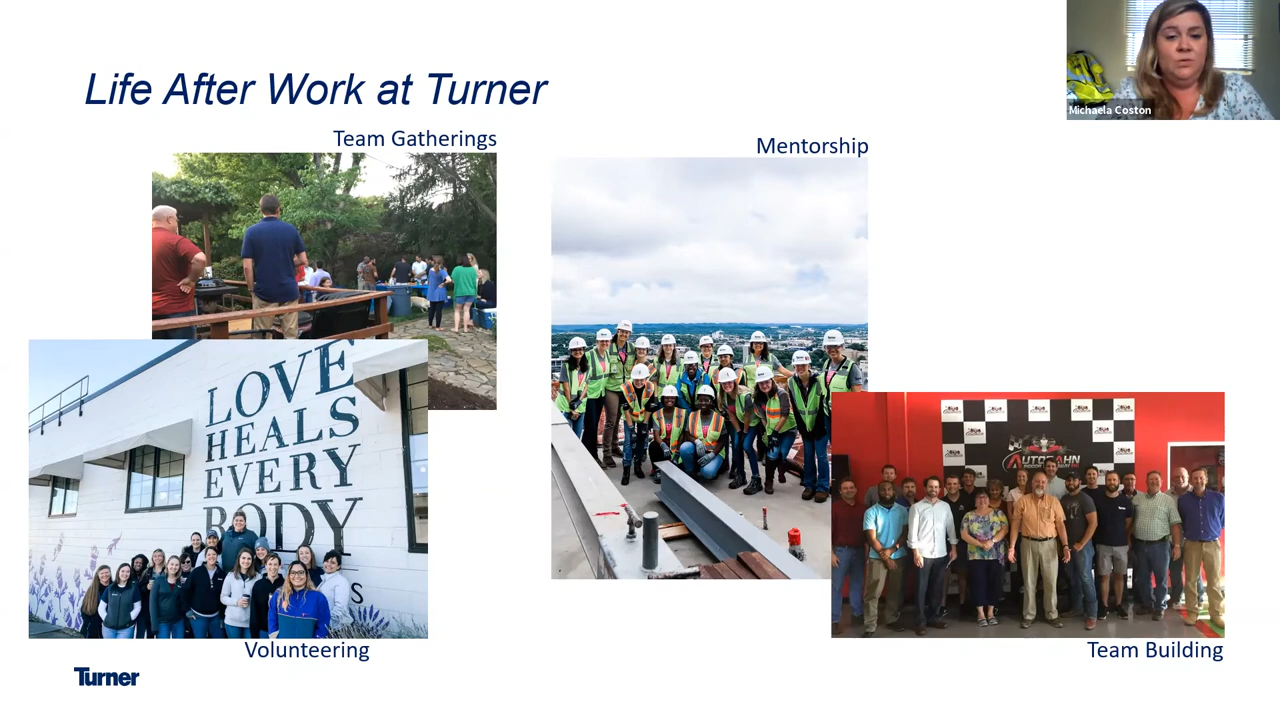 Life After Work at Turner
Michaela Coston
Team Gatherings
Mentorship
LOVE
HEALS
EVERY
BODY
S
AUTOBAHN
Volunteering
Team Building
Turner